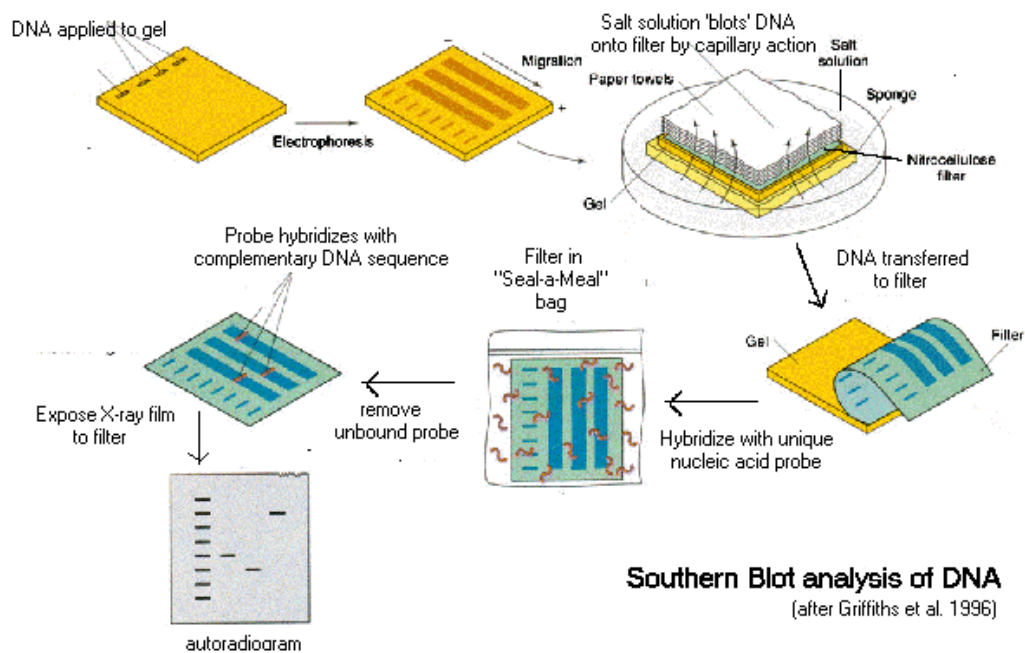 DNA applied to gel
Electrophoresis
−
Migration
+
Salt solution 'blots' DNA
onto filter by capillary action
Paper towels
Salt
solution
Sponge
Nitrocellulose
filter
Gel
DNA transferred
to filter
Gel
Filter
Hybridize with unique
nucleic acid probe
Filter in
"Seal-a-Meal"
bag
remove
unbound probe
Probe hybridizes with
complementary DNA sequence
Expose X-ray film
to filter
autoradiogram
Southern Blot analysis of DNA
(after Griffiths et al. 1996)